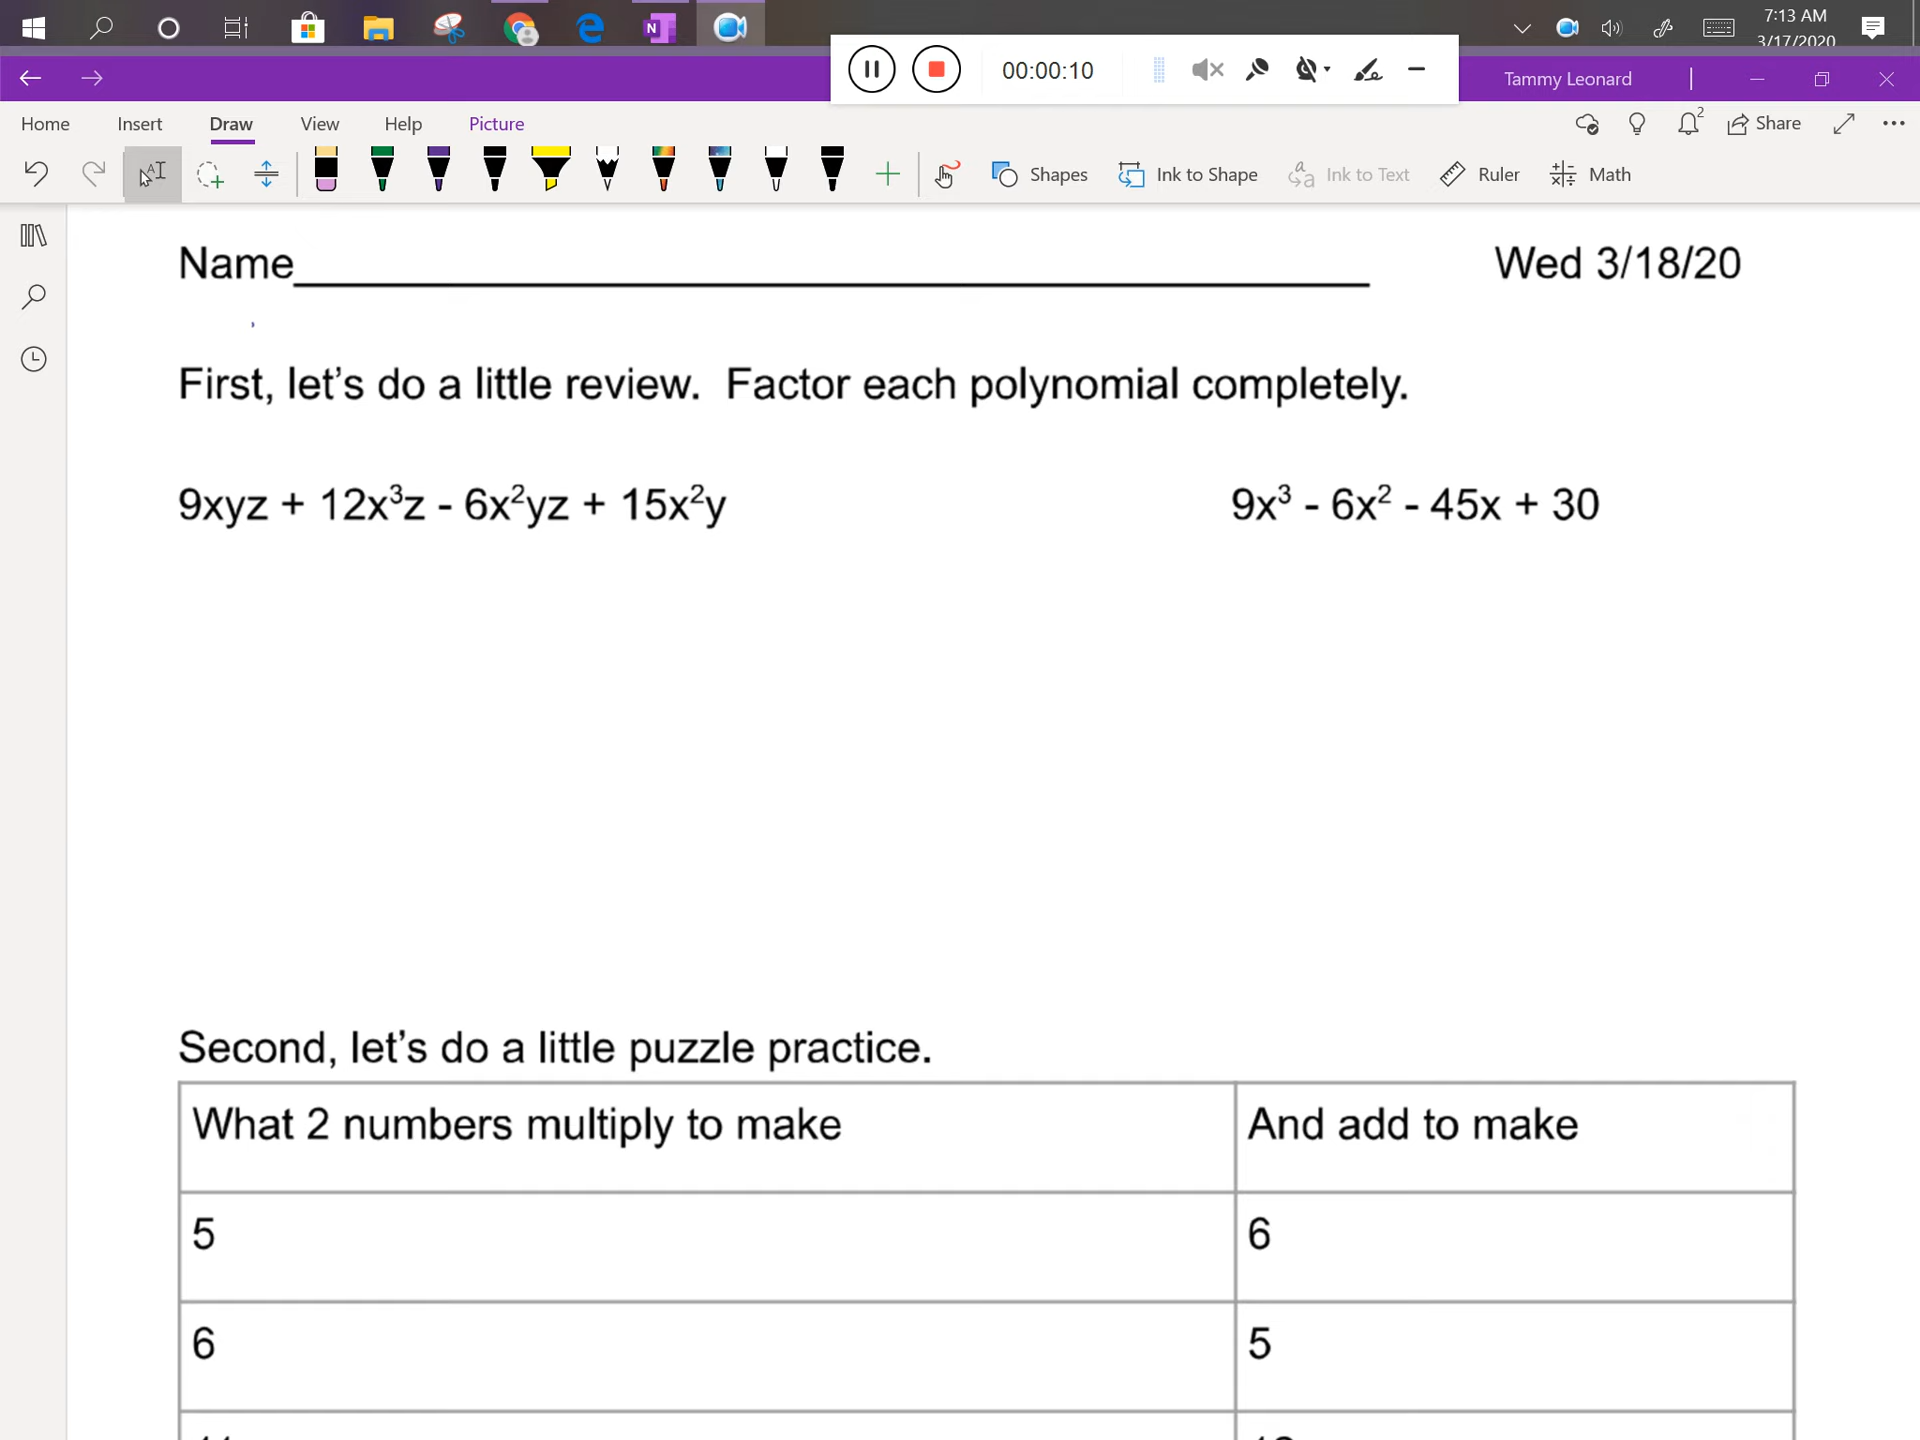 7:13 AM
3/17/2020
00:00:10
Tammy Leonard
Home Insert Draw View Help Picture
2
Share
Shapes Ink to Shape Ink to Text Ruler Math
Name Wed 3/18/20
First, let’s do a little review. Factor each polynomial completely.
9xyz + 12x³z - 6x²yz + 15x²y 9x³ - 6x² - 45x + 30
Second, let’s do a little puzzle practice.
What 2 numbers multiply to make And add to make
5 6
6 5